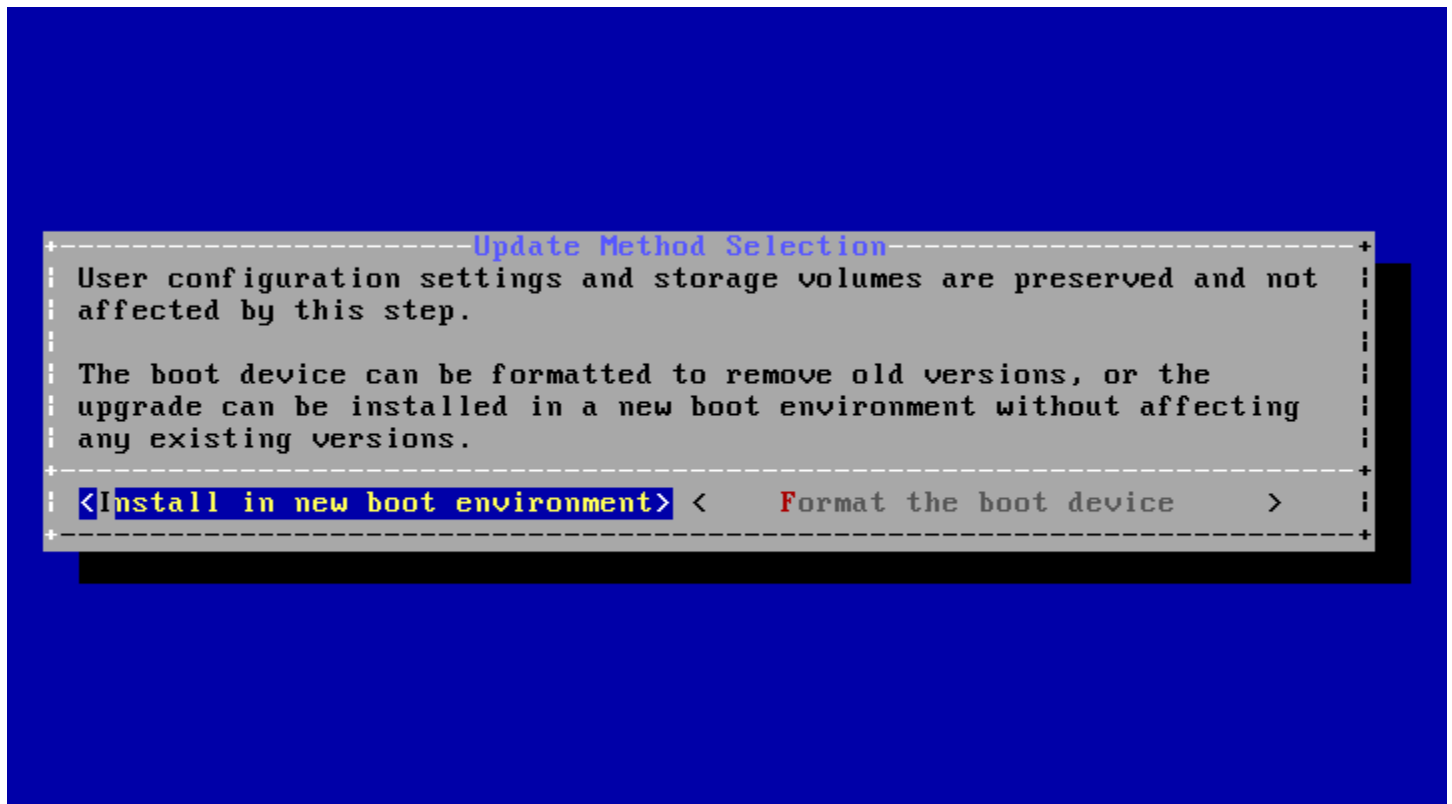 Update Method Selection
User configuration settings and storage volumes are preserved and not
affected by this step.
The boot device can be formatted to remove old versions, or the
upgrade can be installed in a new boot environment without affecting
any existing versions.
<Install in new boot environment> < Format the boot device >